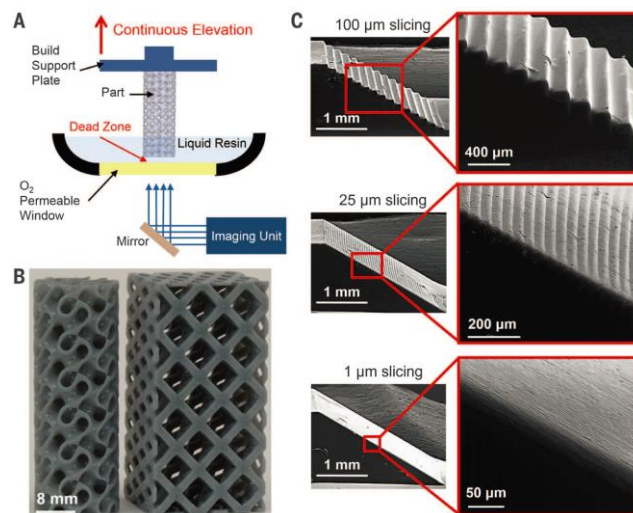 A
Continuous Elevation
Build
Support
Plate
Part
Dead Zone
Liquid Resin
O₂
Permeable
Window
Mirror
Imaging Unit
B
8 mm
C
100 µm slicing
1 mm
400 µm
25 µm slicing
1 mm
200 µm
1 µm slicing
1 mm
50 µm